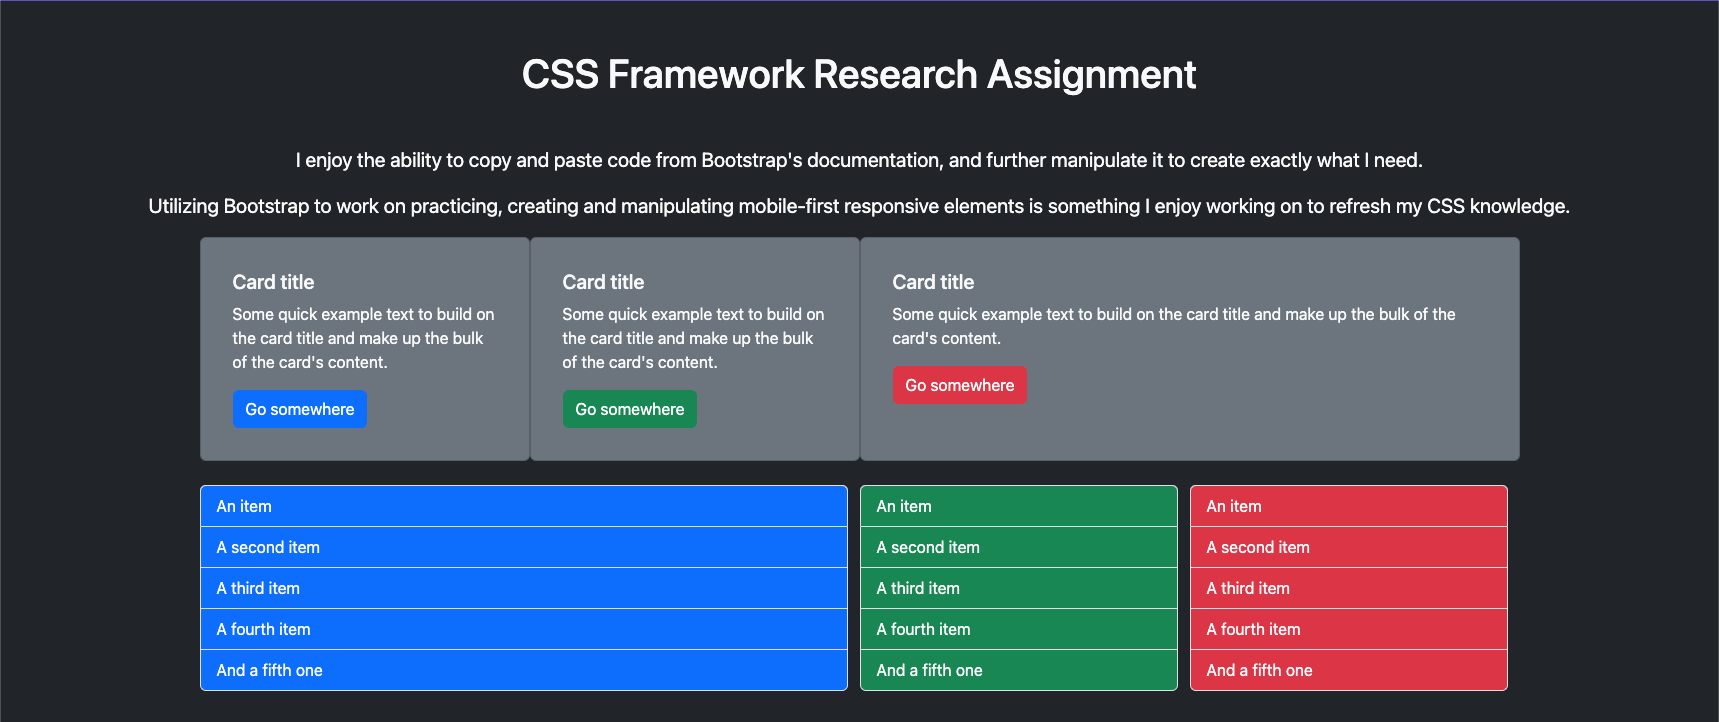 CSS Framework Research Assignment
I enjoy the ability to copy and paste code from Bootstrap's documentation, and further manipulate it to create exactly what I need.
Utilizing Bootstrap to work on practicing, creating and manipulating mobile-first responsive elements is something I enjoy working on to refresh my CSS knowledge.
Card title
Some quick example text to build on
the card title and make up the bulk
of the card's content.
Go somewhere
Card title
Some quick example text to build on
the card title and make up the bulk
of the card's content.
Go somewhere
Card title
Some quick example text to build on the card title and make up the bulk of the
card's content.
Go somewhere
An item
A second item
A third item
A fourth item
And a fifth one
An item
A second item
A third item
A fourth item
And a fifth one
An item
A second item
A third item
A fourth item
And a fifth one